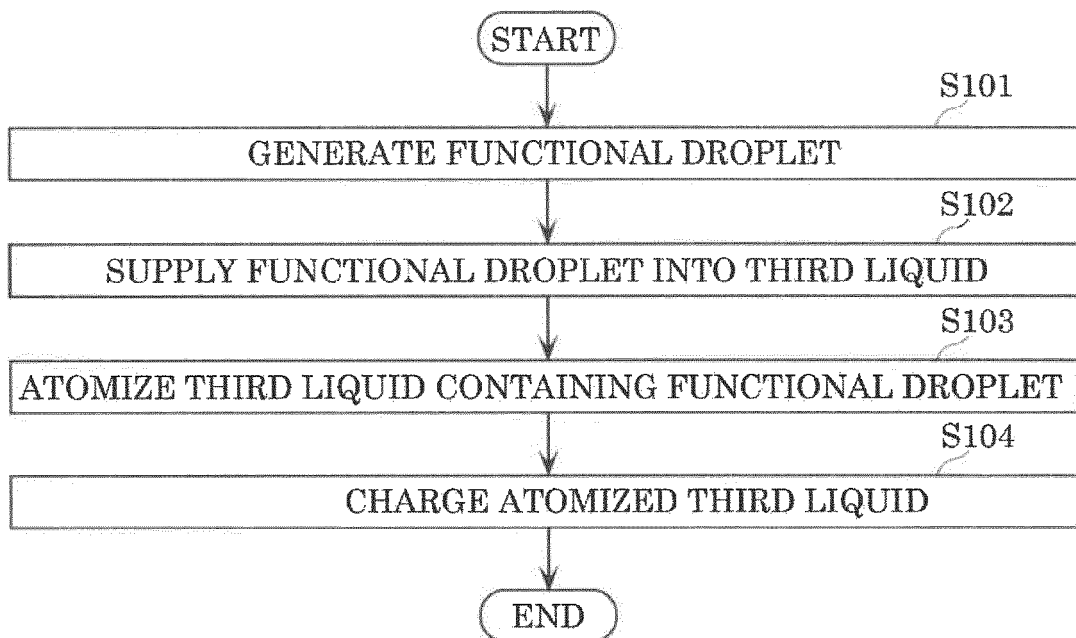 START
S101
GENERATE FUNCTIONAL DROPLET
S102
SUPPLY FUNCTIONAL DROPLET INTO THIRD LIQUID
S103
ATOMIZE THIRD LIQUID CONTAINING FUNCTIONAL DROPLET
S104
CHARGE ATOMIZED THIRD LIQUID
END